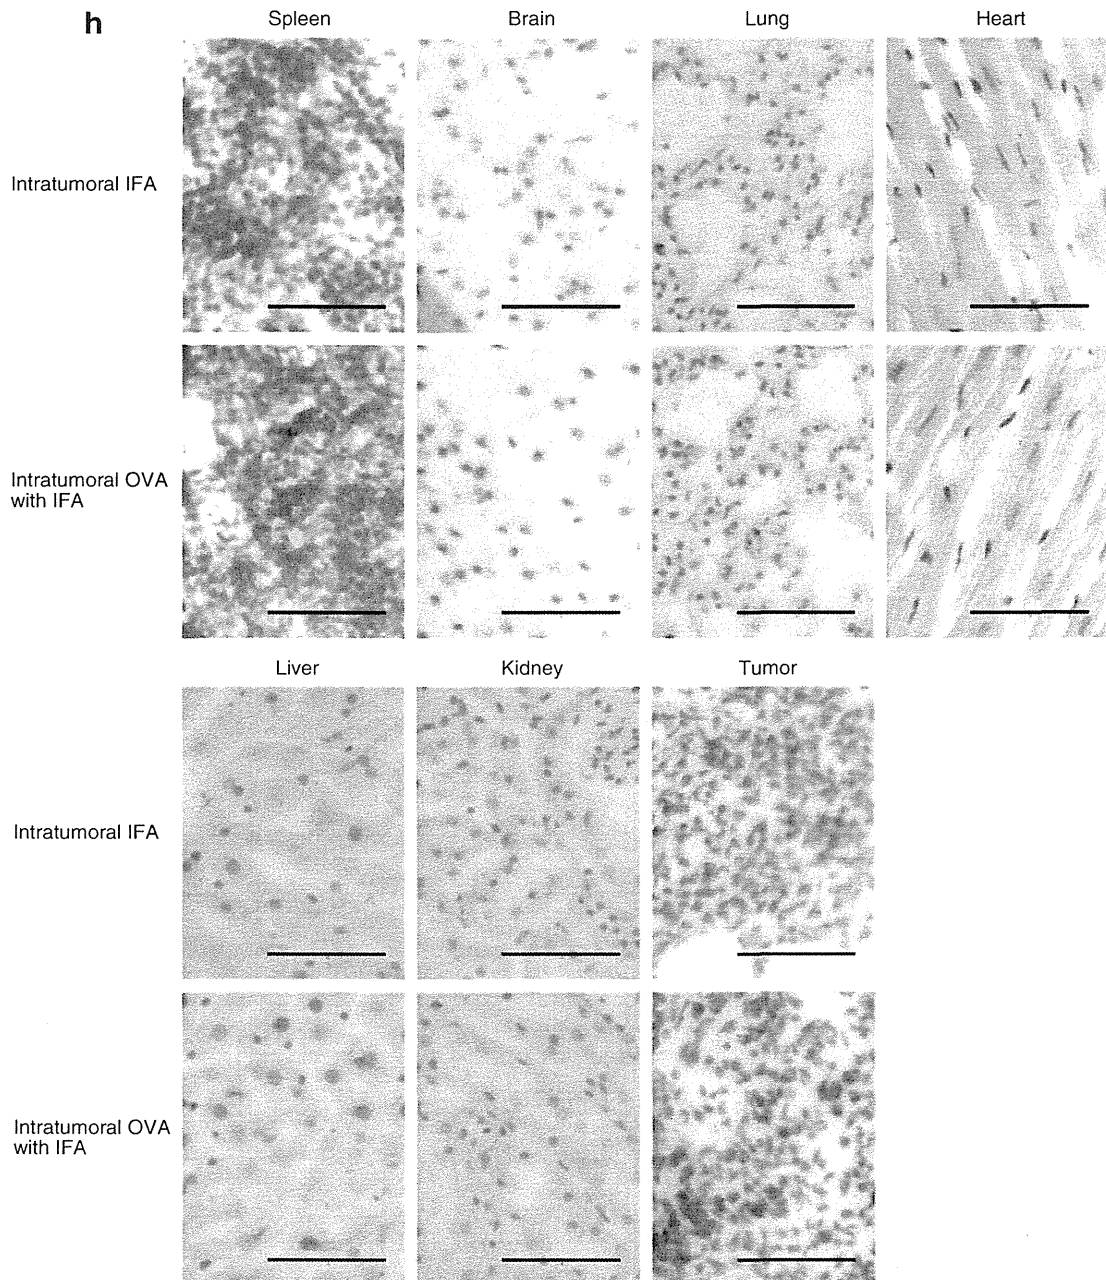 h
Spleen Brain Lung Heart
Intratumoral IFA
Intratumoral OVA
with IFA
Liver Kidney Tumor
Intratumoral IFA
Intratumoral OVA
with IFA